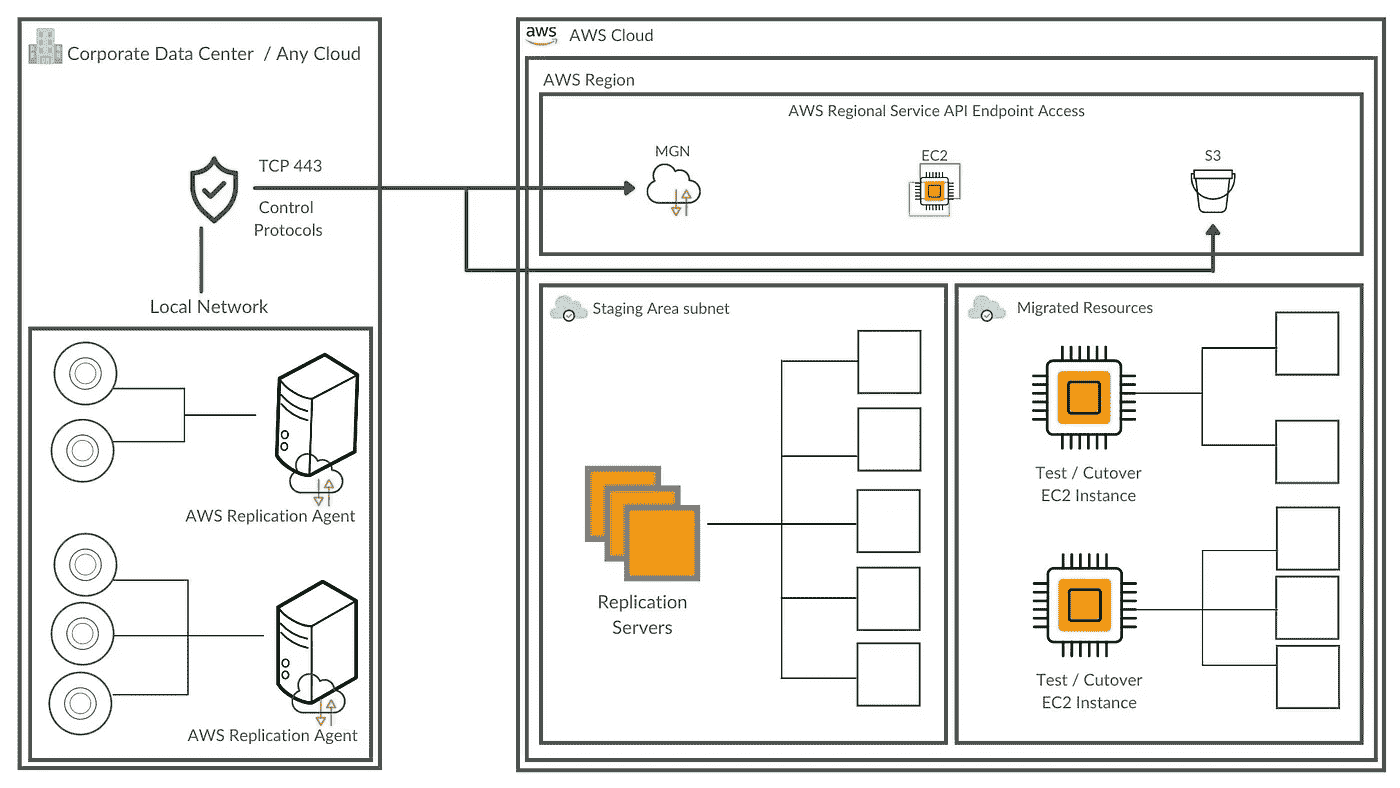 Corporate Data Center / Any Cloud
TCP 443
Control
Protocols
Local Network
AWS Replication Agent
AWS Replication Agent
aws
AWS Cloud
AWS Region
AWS Regional Service API Endpoint Access
MGN
EC2
S3
Staging Area subnet
Replication
Servers
Migrated Resources
Test / Cutover
EC2 Instance
Test / Cutover
EC2 Instance